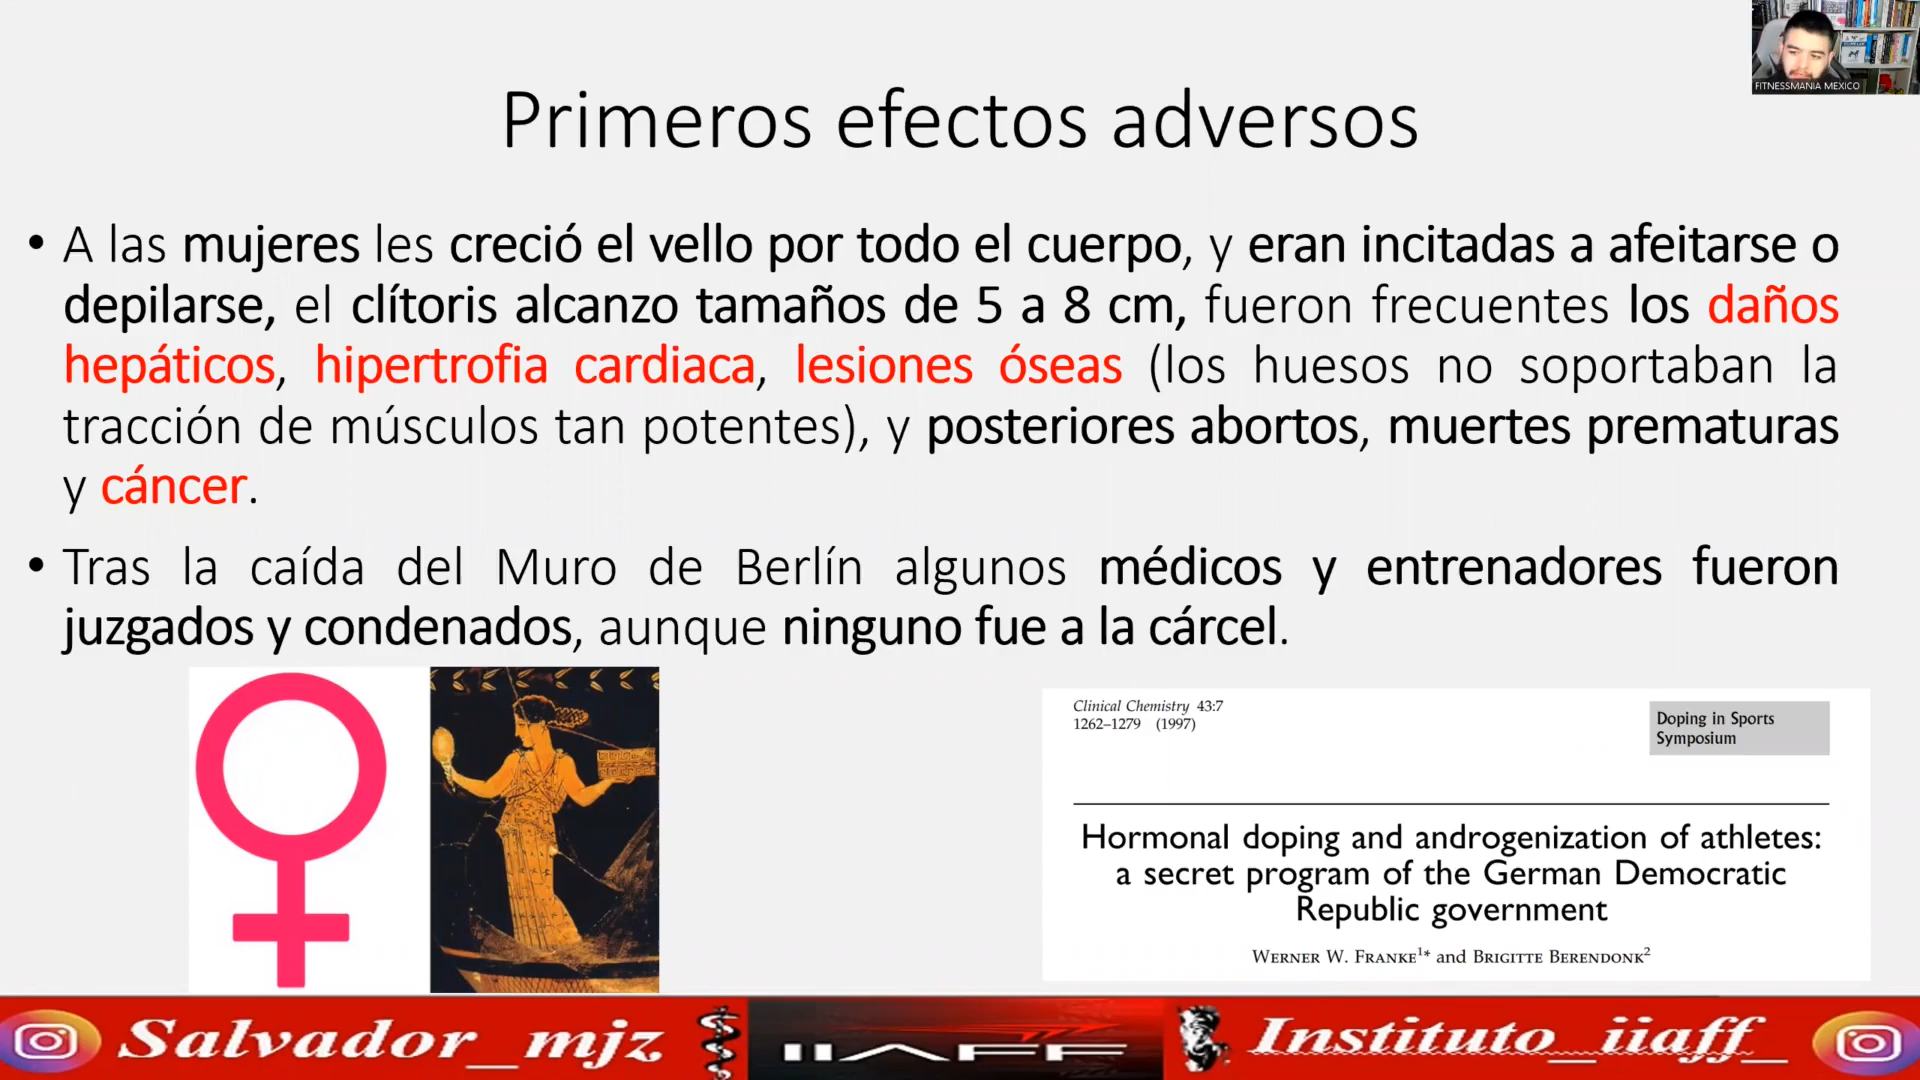 FITNESSMANIA MEXICO
Primeros efectos adversos
• A las mujeres les creció el vello por todo el cuerpo, y eran incitadas a afeitarse o
depilarse, el clítoris alcanzo tamaños de 5 a 8 cm, fueron frecuentes los daños
hepáticos, hipertrofia cardiaca, lesiones óseas (los huesos no soportaban la
tracción de músculos tan potentes), y posteriores abortos, muertes prematuras
y cáncer.
• Tras la caída del Muro de Berlín algunos médicos y entrenadores fueron
juzgados y condenados, aunque ninguno fue a la cárcel.
Clinical Chemistry 43:7
1262–1279 (1997)
Doping in Sports
Symposium
Hormonal doping and androgenization of athletes:
a secret program of the German Democratic
Republic government
Werner W. Franke1* and Brigitte Berendonk2
Salvador_mjz
IIAFF
Instituto_iiaff_